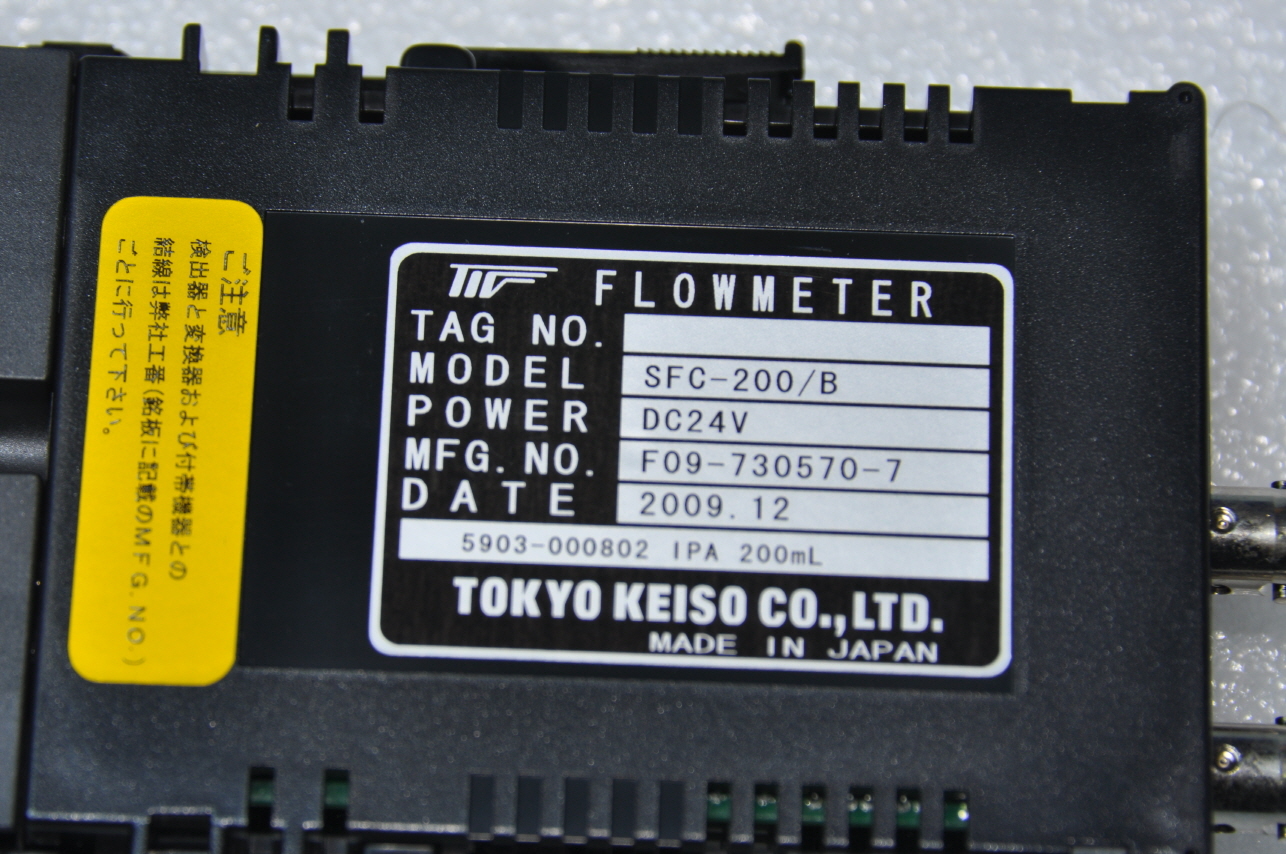 ご注意
検出器と変換器および付帯機器との
結線は弊社工番(銘板に記載のMFG.NO.)
ごとに行って下さい。
FLOWMETER
TAG NO.
MODEL SFC-200/B
POWER DC24V
MFG.NO. F09-730570-7
DATE 2009.12
5903-000802 IPA 200mL
TOKYO KEISO CO.,LTD.
MADE IN JAPAN